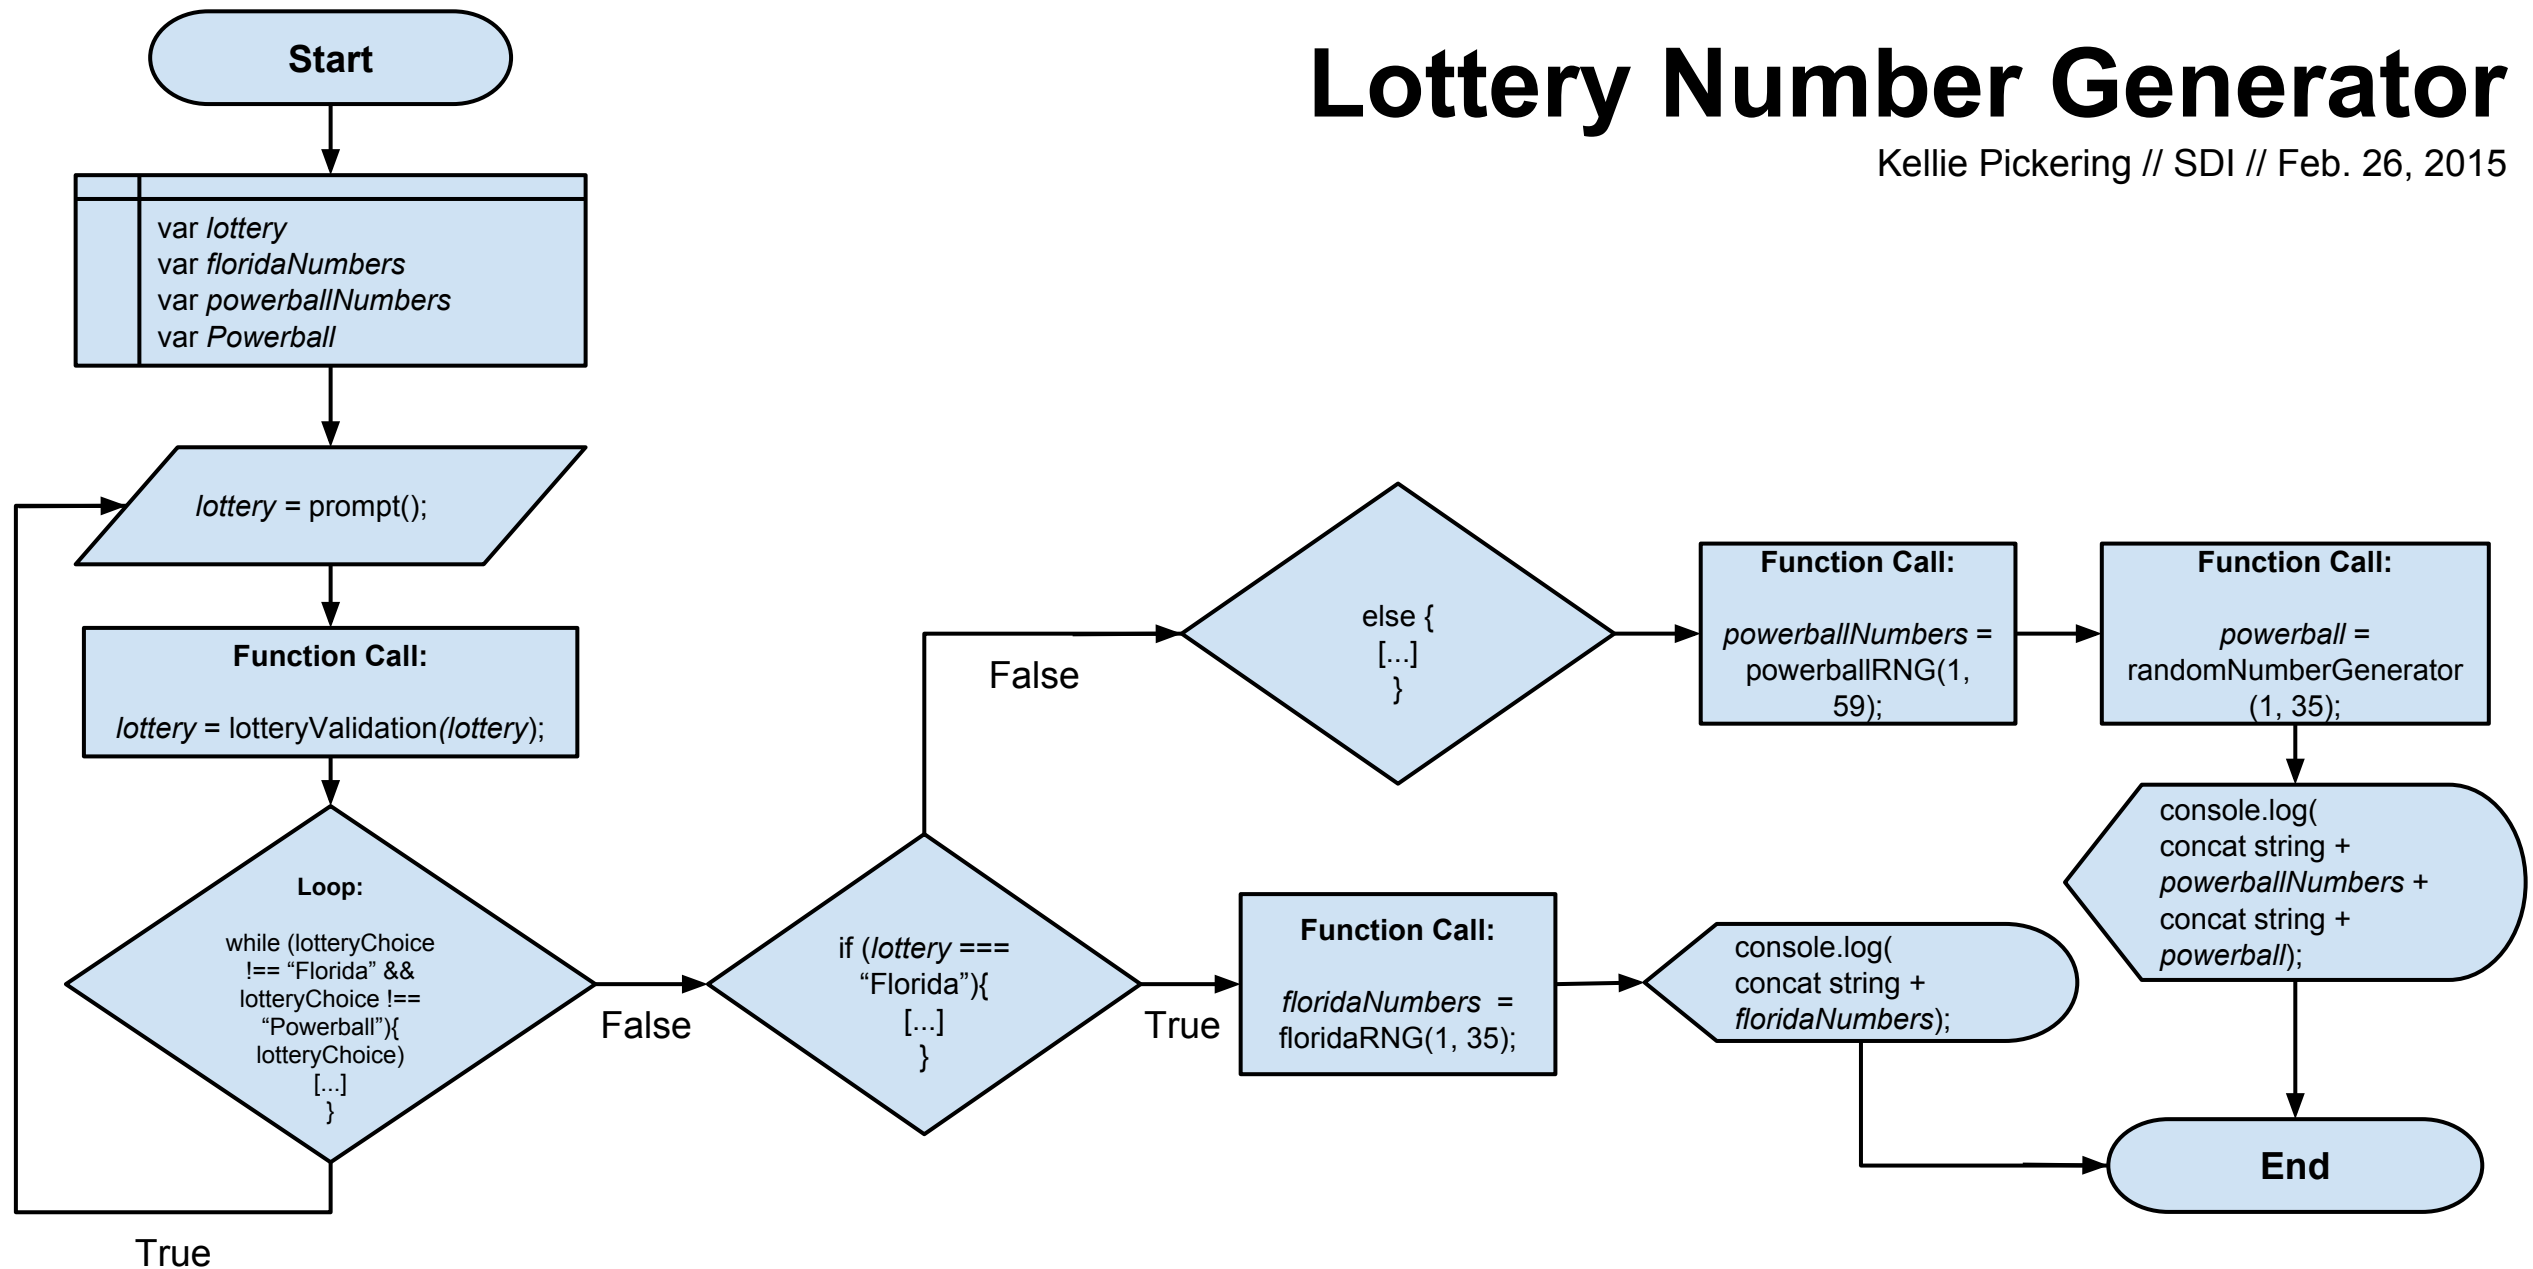 Lottery Number Generator
Kellie Pickering // SDI // Feb. 26, 2015
Start
var lottery
var floridaNumbers
var powerballNumbers
var Powerball
lottery = prompt();
Function Call:
lottery = lotteryValidation(lottery);
Loop:
while (lotteryChoice
!== “Florida” &&
lotteryChoice !==
“Powerball”){
lotteryChoice)
[...]
}
True
False
if (lottery ===
“Florida”){
[...]
}
False
True
else {
[...]
}
Function Call:
powerballNumbers =
powerballRNG(1,
59);
Function Call:
powerball =
randomNumberGenerator
(1, 35);
console.log(
concat string +
powerballNumbers +
concat string +
powerball);
Function Call:
floridaNumbers  =
floridaRNG(1, 35);
console.log(
concat string +
floridaNumbers);
End